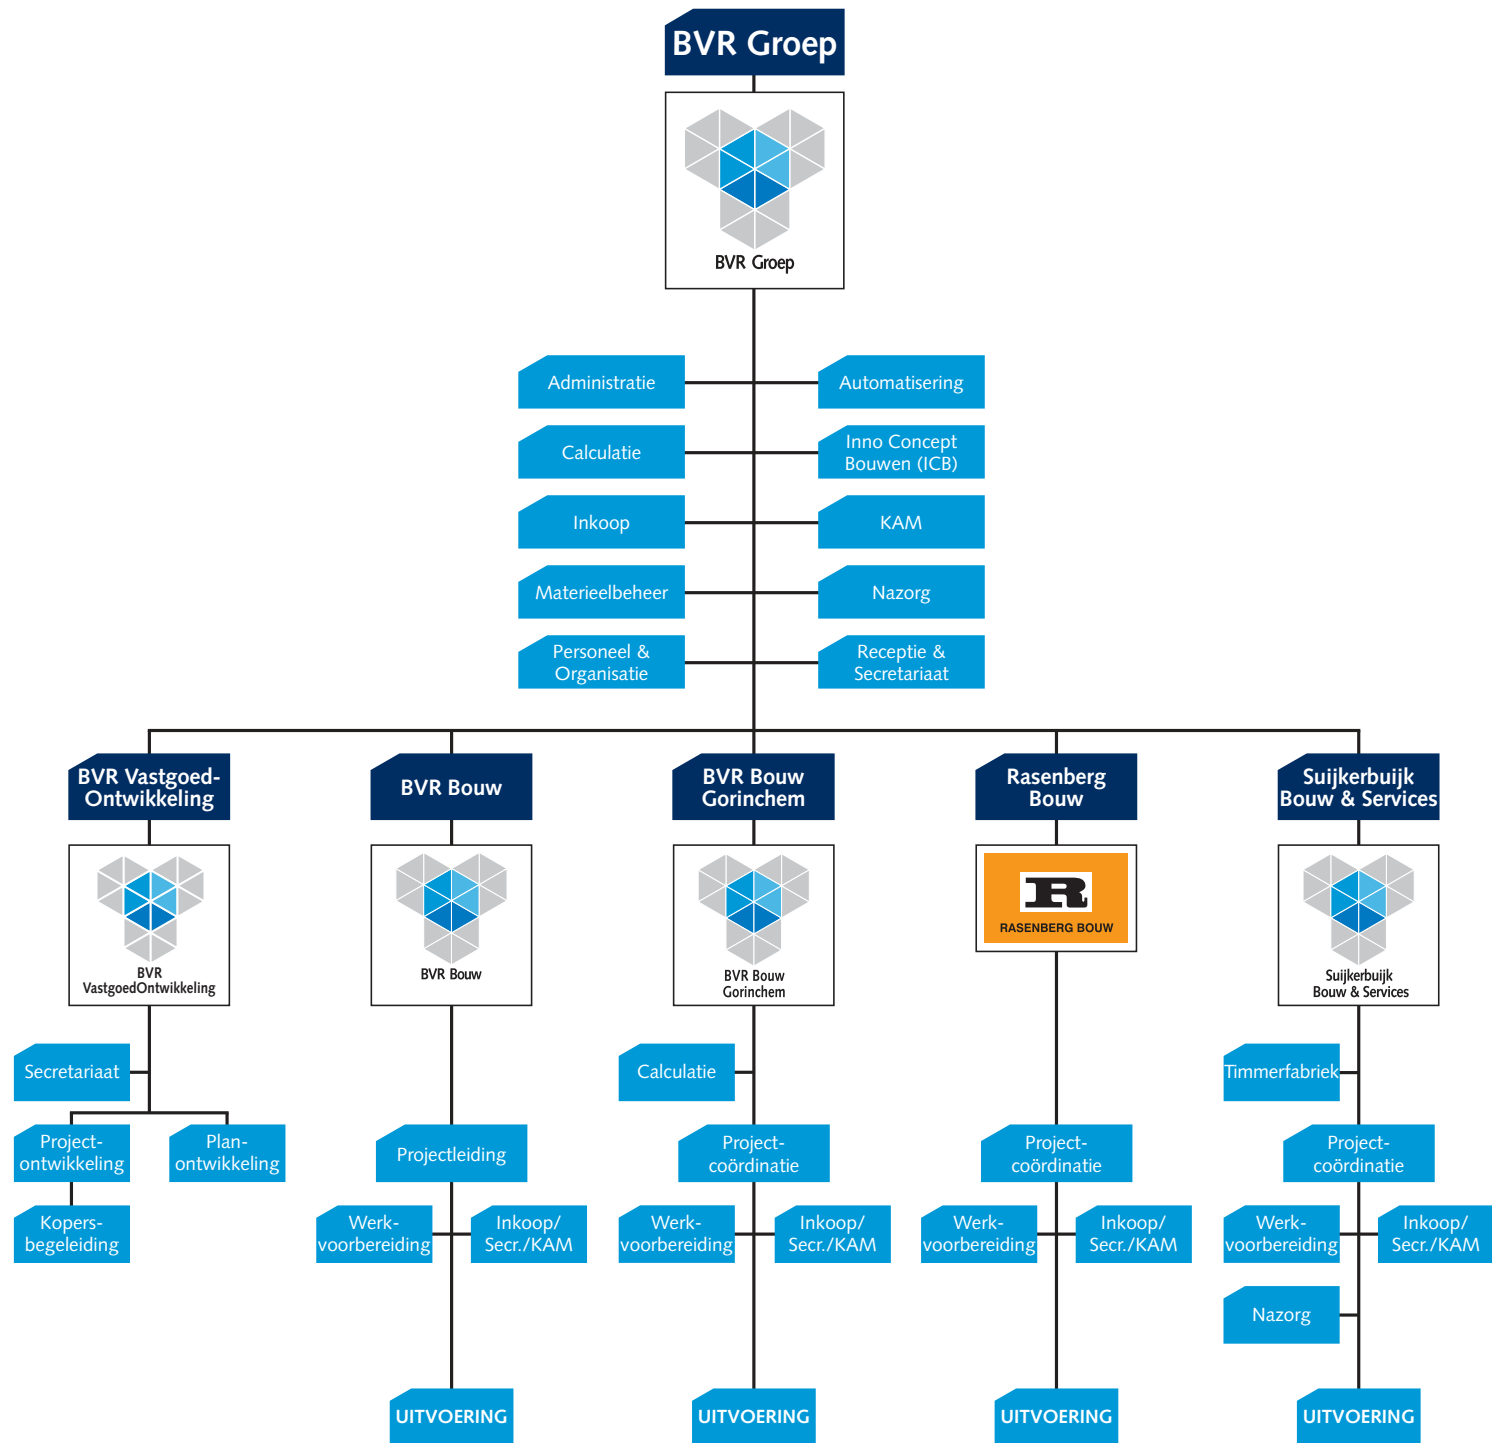 BVR Groep
BVR Groep
Administratie
Automatisering
Calculatie
Inno Concept
Bouwen (ICB)
Inkoop
KAM
Materieelbeheer
Nazorg
Personeel &
Organisatie
Receptie &
Secretariaat
BVR Vastgoed-
Ontwikkeling
BVR Bouw
BVR Bouw
Gorinchem
Rasenberg
Bouw
Suijkerbuijk
Bouw & Services
BVR
VastgoedOntwikkeling
BVR Bouw
BVR Bouw
Gorinchem
R
RASENBERG BOUW
Suijkerbuijk
Bouw & Services
Secretariaat
Calculatie
Timmerfabriek
Project-
ontwikkeling
Plan-
ontwikkeling
Projectleiding
Project-
coördinatie
Project-
coördinatie
Project-
coördinatie
Kopers-
begeleiding
Werk-
voorbereiding
Inkoop/
Secr./KAM
Werk-
voorbereiding
Inkoop/
Secr./KAM
Werk-
voorbereiding
Inkoop/
Secr./KAM
Werk-
voorbereiding
Inkoop/
Secr./KAM
Nazorg
UITVOERING
UITVOERING
UITVOERING
UITVOERING